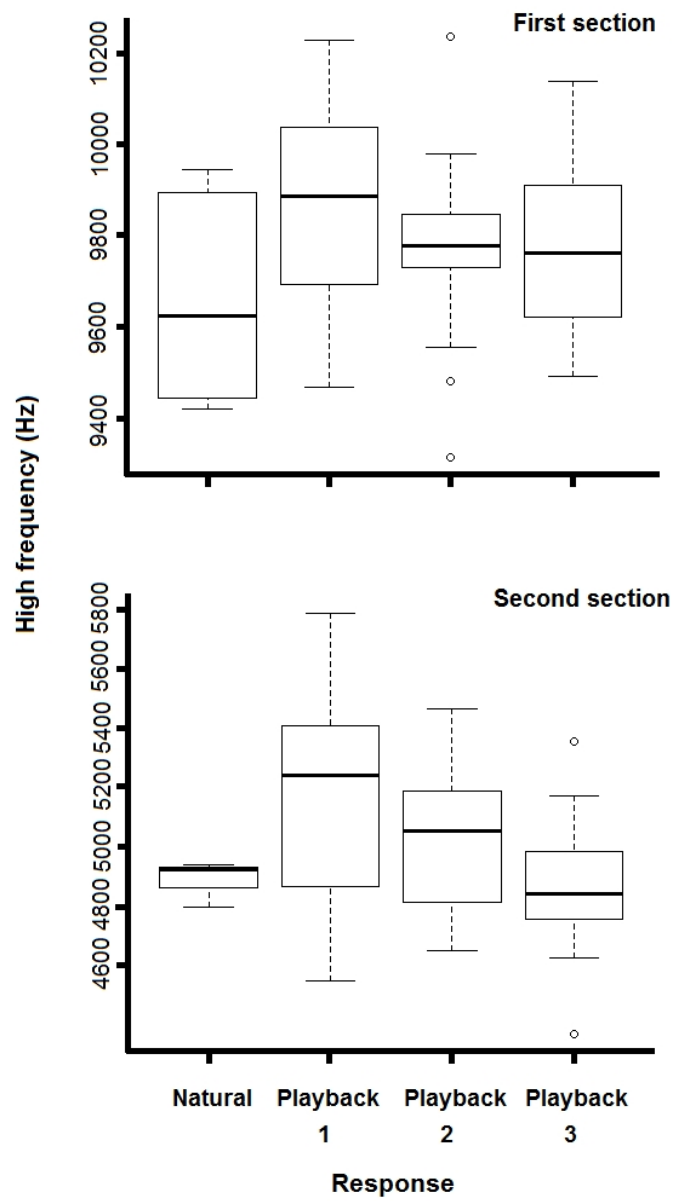 First section
10200
10000
9800
9600
9400
High frequency (Hz)
Second section
5800
5600
5400
5200
5000
4800
4600
Natural Playback Playback Playback
1 2 3
Response